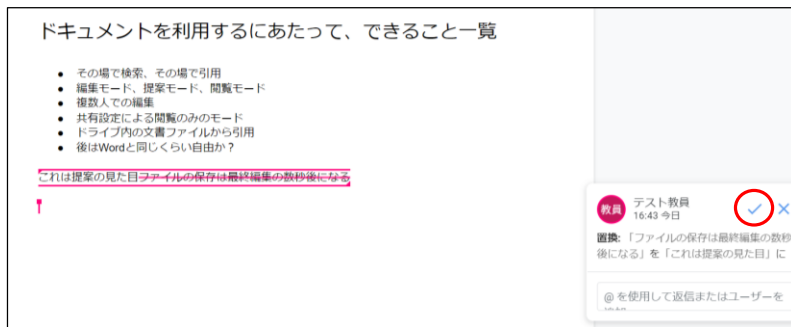 ドキュメントを利用するにあたって、できること一覧
● その場で検索、その場で引用
● 編集モード、提案モード、閲覧モード
● 複数人での編集
● 共有設定による閲覧のみのモード
● ドライブ内の文書ファイルから引用
● 後はWordと同じくらい自由か？
これは提案の見た目ファイルの保存は最終編集の数秒後になる
教員
テスト教員
16:43 今日
置換:「ファイルの保存は最終編集の数秒
後になる」を「これは提案の見た目」に
@ を使用して返信またはユーザーを